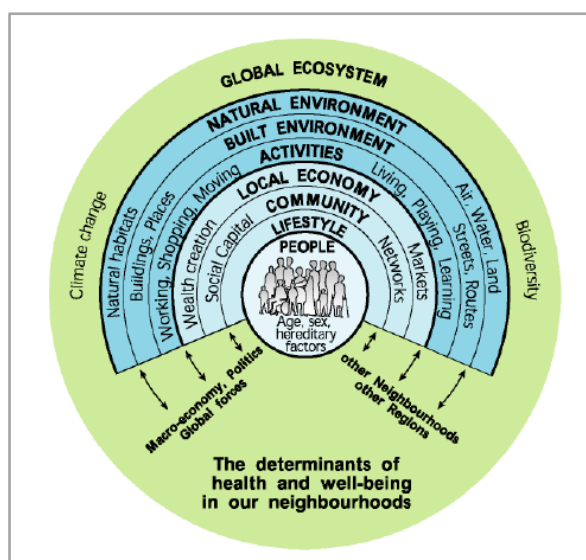 GLOBAL ECOSYSTEM
NATURAL ENVIRONMENT
BUILT ENVIRONMENT
ACTIVITIES
LOCAL ECONOMY
COMMUNITY
LIFESTYLE
PEOPLE
Age, sex,
hereditary
factors
Climate change
Natural habitats
Buildings, Places
Working, Shopping, Moving
Wealth creation
Social Capital
Networks
Markets
Living, Playing, Learning
Streets, Routes
Air, Water, Land
Biodiversity
Macro-economy, Politics
Global forces
other Neighbourhoods
other Regions
The determinants of
health and well-being
in our neighbourhoods